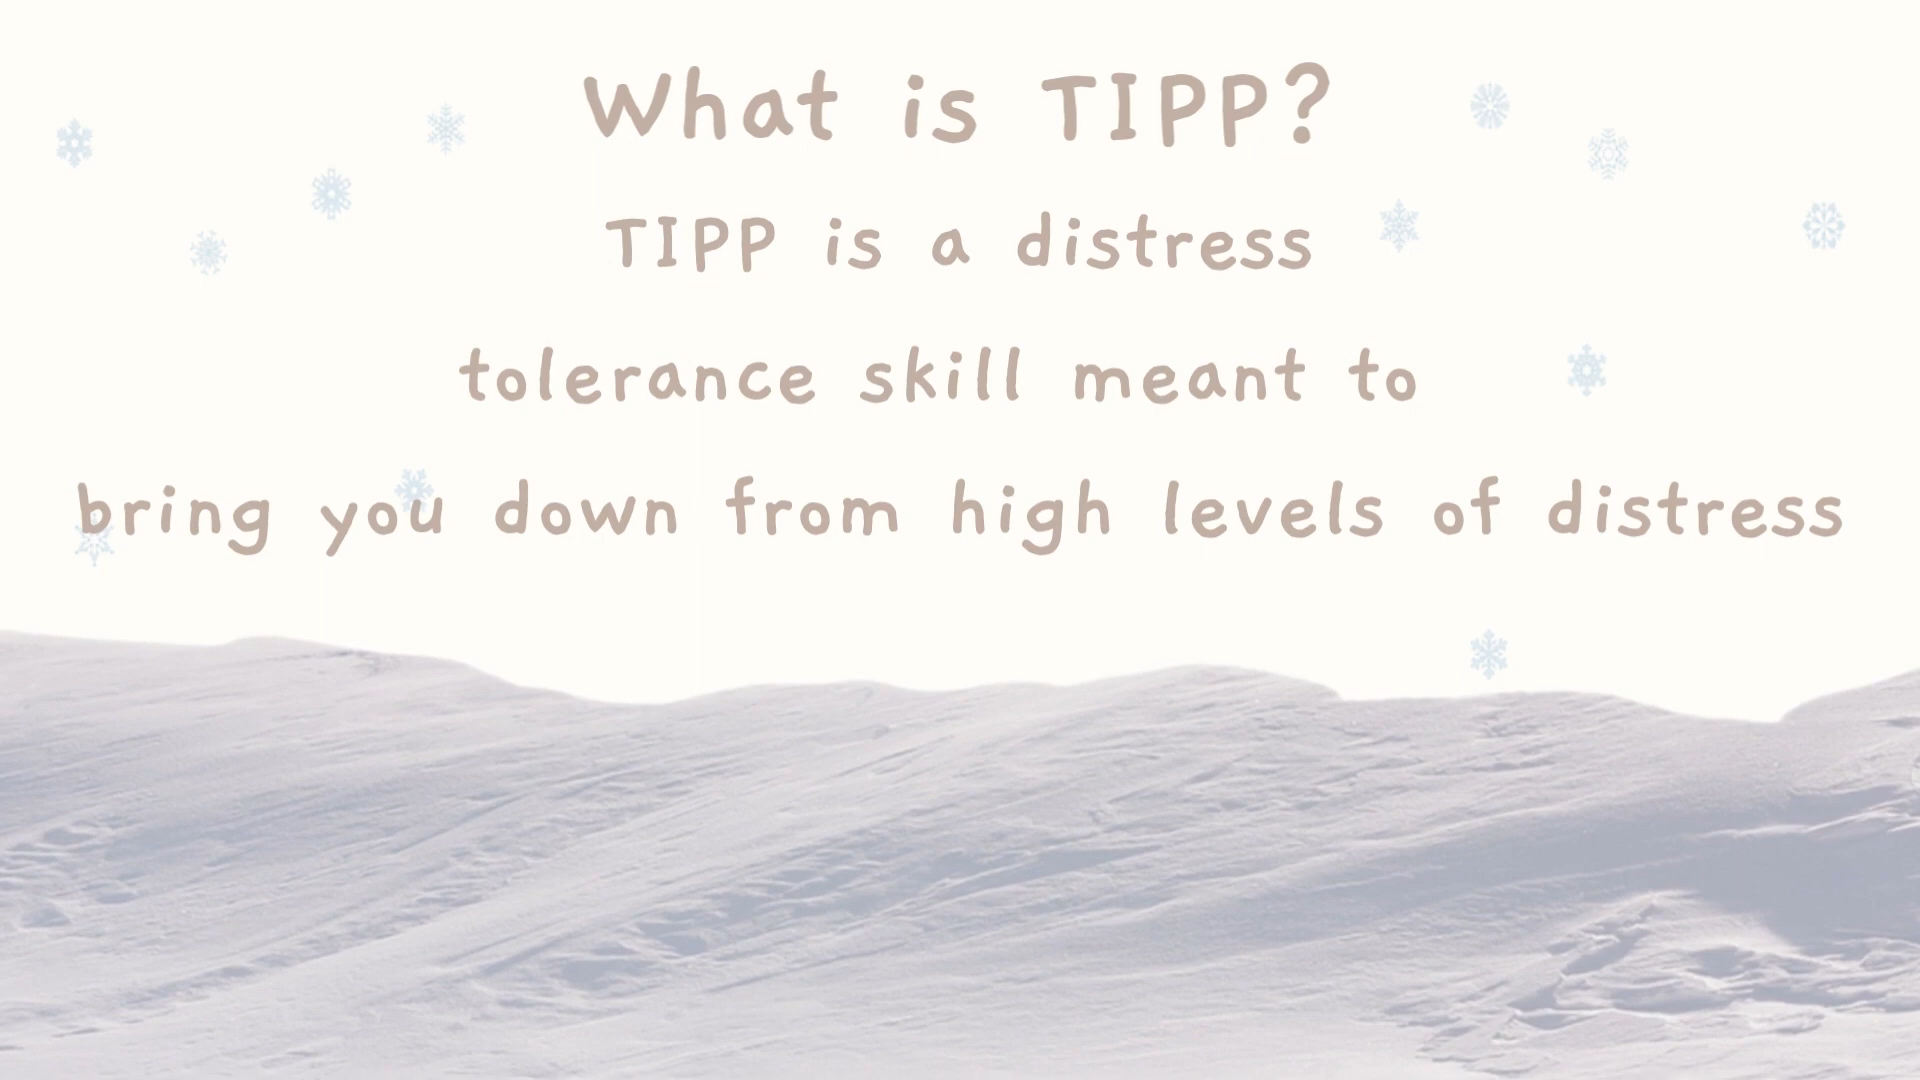 What is TIPP?
TIPP is a distress
tolerance skill meant to
bring you down from high levels of distress